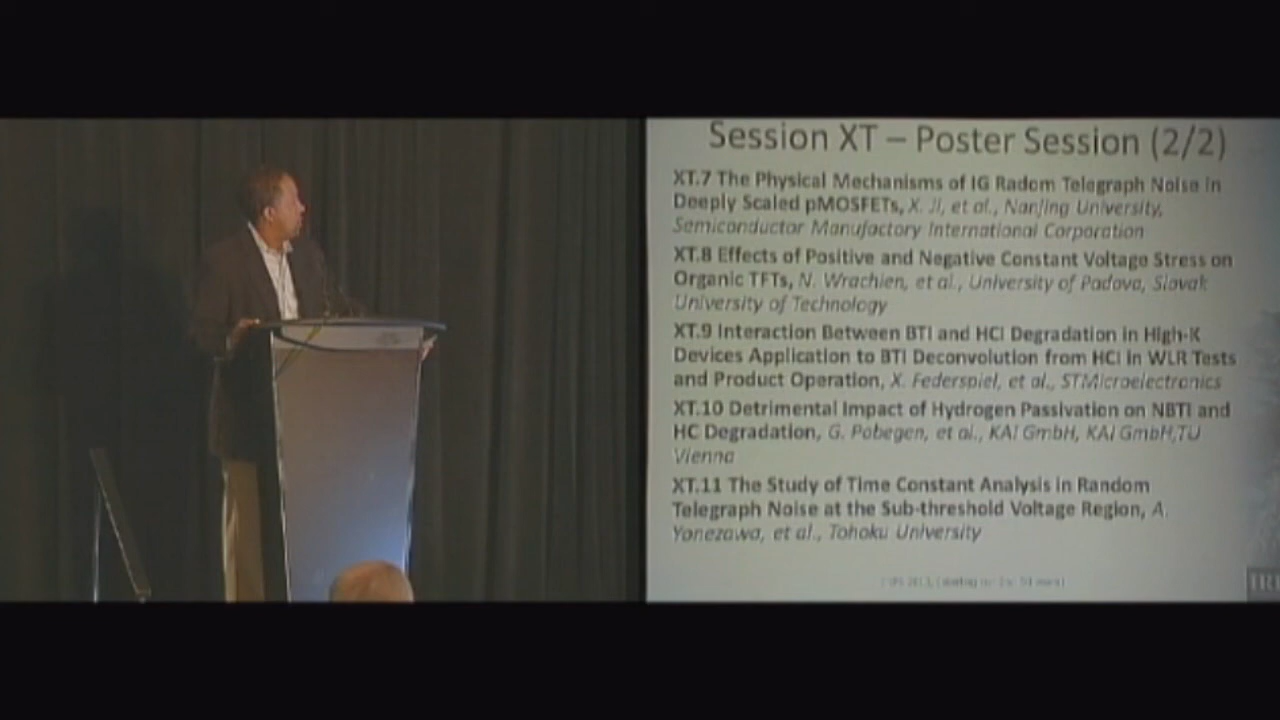 Session XT – Poster Session (2/2)
XT.7 The Physical Mechanisms of IG Radom Telegraph Noise in
Deeply Scaled pMOSFETs, X. Ji, et al., Nanjing University,
Semiconductor Manufactory International Corporation
XT.8 Effects of Positive and Negative Constant Voltage Stress on
Organic TFTs, N. Wrachien, et al., University of Padova, Slovak
University of Technology
XT.9 Interaction Between BTI and HCI Degradation in High-K
Devices Application to BTI Deconvolution from HCI in WLR Tests
and Product Operation, X. Federspiel, et al., STMicroelectronics
XT.10 Detrimental Impact of Hydrogen Passivation on NBTI and
HC Degradation, G. Pobegen, et al., KAI GmbH, KAI GmbH,TU
Vienna
XT.11 The Study of Time Constant Analysis in Random
Telegraph Noise at the Sub-threshold Voltage Region, A.
Yonezawa, et al., Tohoku University